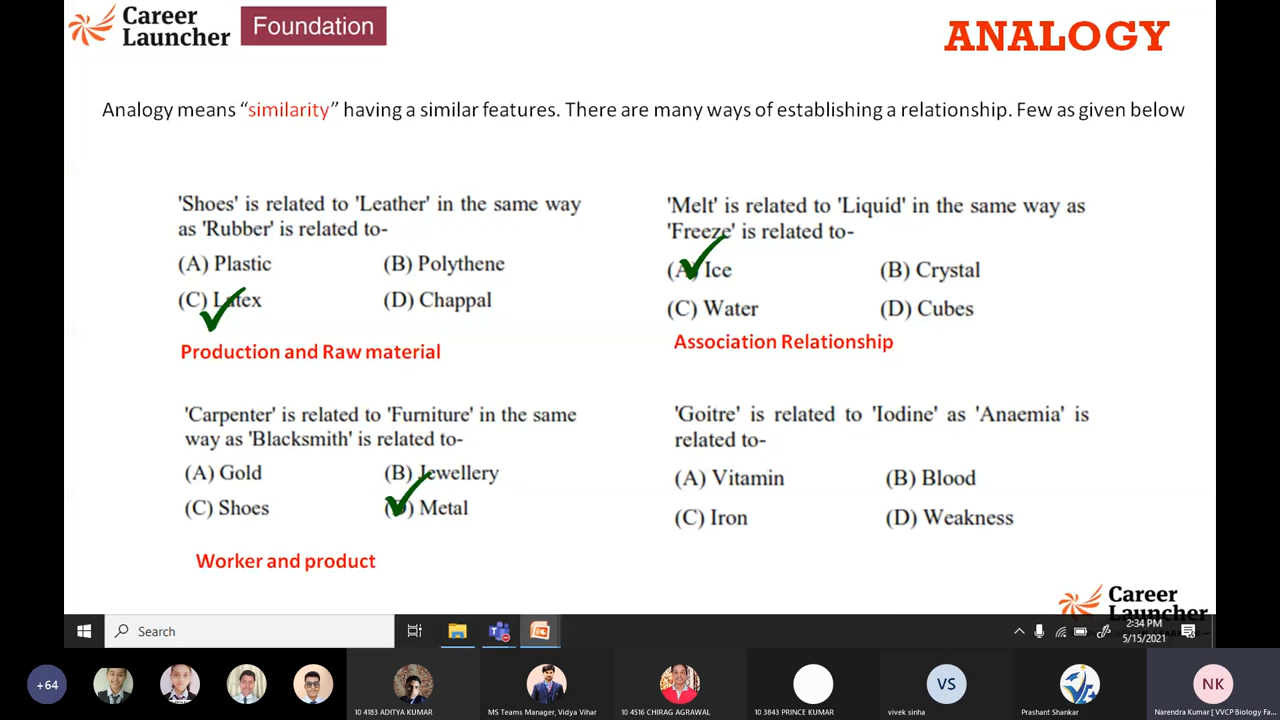 Career
Launcher
Foundation
ANALOGY
Analogy means “similarity” having a similar features. There are many ways of establishing a relationship. Few as given below
'Shoes' is related to 'Leather' in the same way
as 'Rubber' is related to-
(A) Plastic (B) Polythene
(C) Latex (D) Chappal
Production and Raw material
'Melt' is related to 'Liquid' in the same way as
'Freeze' is related to-
(A) Ice (B) Crystal
(C) Water (D) Cubes
Association Relationship
'Carpenter' is related to 'Furniture' in the same
way as 'Blacksmith' is related to-
(A) Gold (B) Jewellery
(C) Shoes (D) Metal
Worker and product
'Goitre' is related to 'Iodine' as 'Anaemia' is
related to-
(A) Vitamin (B) Blood
(C) Iron (D) Weakness
Career
Launcher
Search
2:34 PM
5/15/2021
+64
VS
NK
10 4183 ADITYA KUMAR
MS Teams Manager, Vidya Vihar
10 4516 CHIRAG AGRAWAL
10 3843 PRINCE KUMAR
vivek sinha
Prashant Shankar
Narendra Kumar [ VVCP Biology Fa...